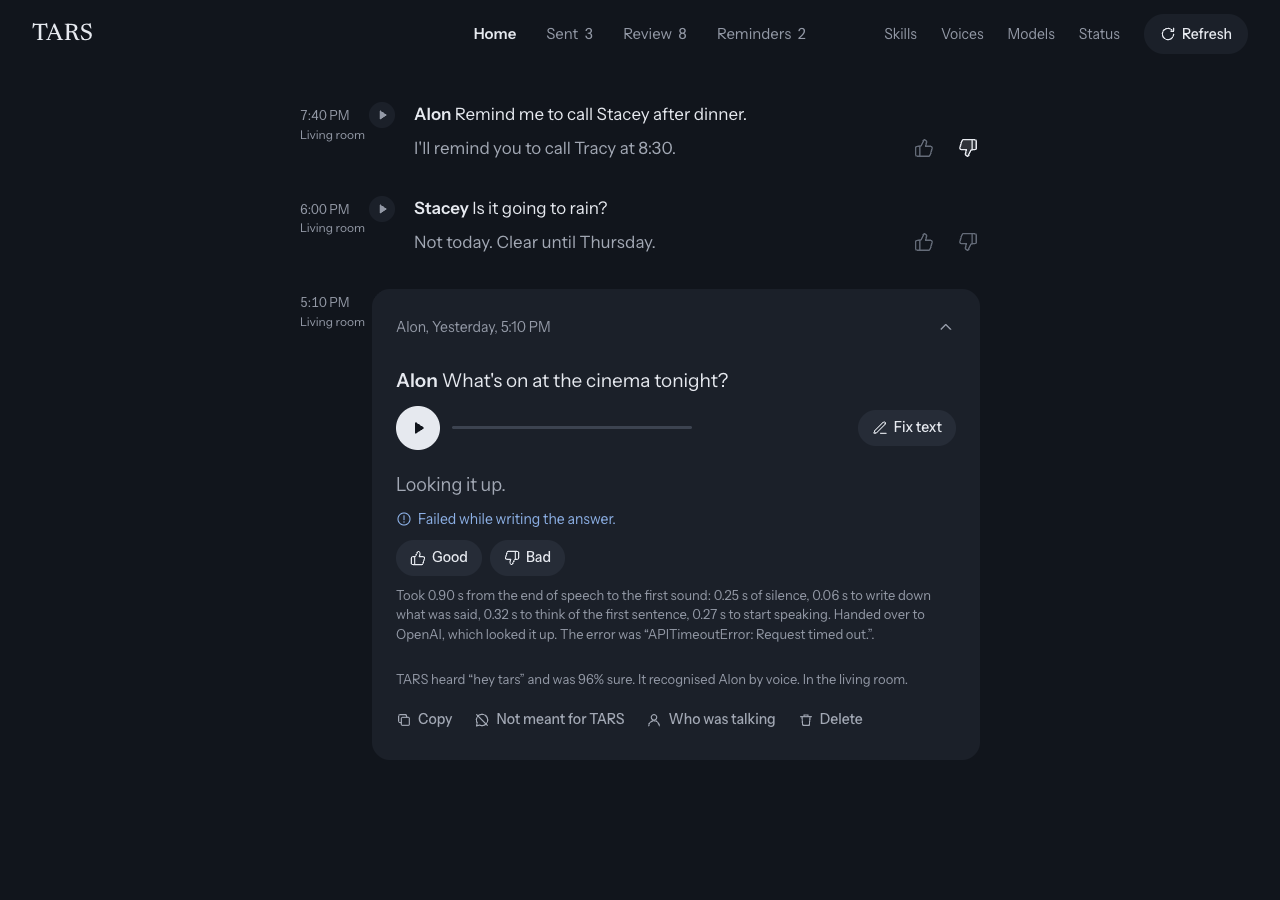 TARS
Home
Sent 3
Review 8
Reminders 2
Skills
Voices
Models
Status
Refresh
7:40 PM
Living room
Alon Remind me to call Stacey after dinner.
I'll remind you to call Tracy at 8:30.
6:00 PM
Living room
Stacey Is it going to rain?
Not today. Clear until Thursday.
5:10 PM
Living room
Alon, Yesterday, 5:10 PM
Alon What's on at the cinema tonight?
Fix text
Looking it up.
Failed while writing the answer.
Good
Bad
Took 0.90 s from the end of speech to the first sound: 0.25 s of silence, 0.06 s to write down
what was said, 0.32 s to think of the first sentence, 0.27 s to start speaking. Handed over to
OpenAI, which looked it up. The error was “APITimeoutError: Request timed out.”.
TARS heard “hey tars” and was 96% sure. It recognised Alon by voice. In the living room.
Copy
Not meant for TARS
Who was talking
Delete